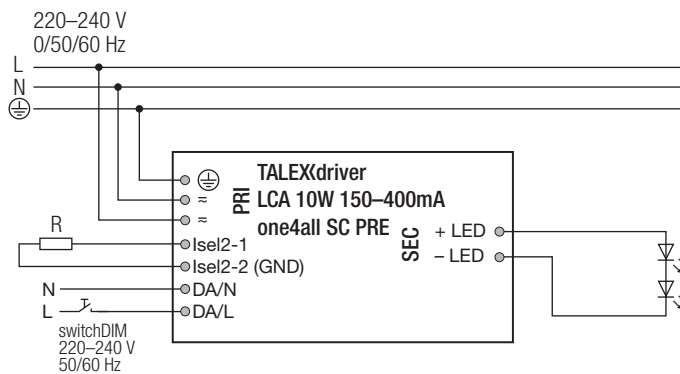 220–240 V
0/50/60 Hz
L
N
TALEXXdriver
LCA 10W 150–400mA
one4all SC PRE
PRI
≂
≂
SEC
+ LED
– LED
R
Isel2-1
Isel2-2 (GND)
N
DA/N
L
DA/L
switchDIM
220–240 V
50/60 Hz